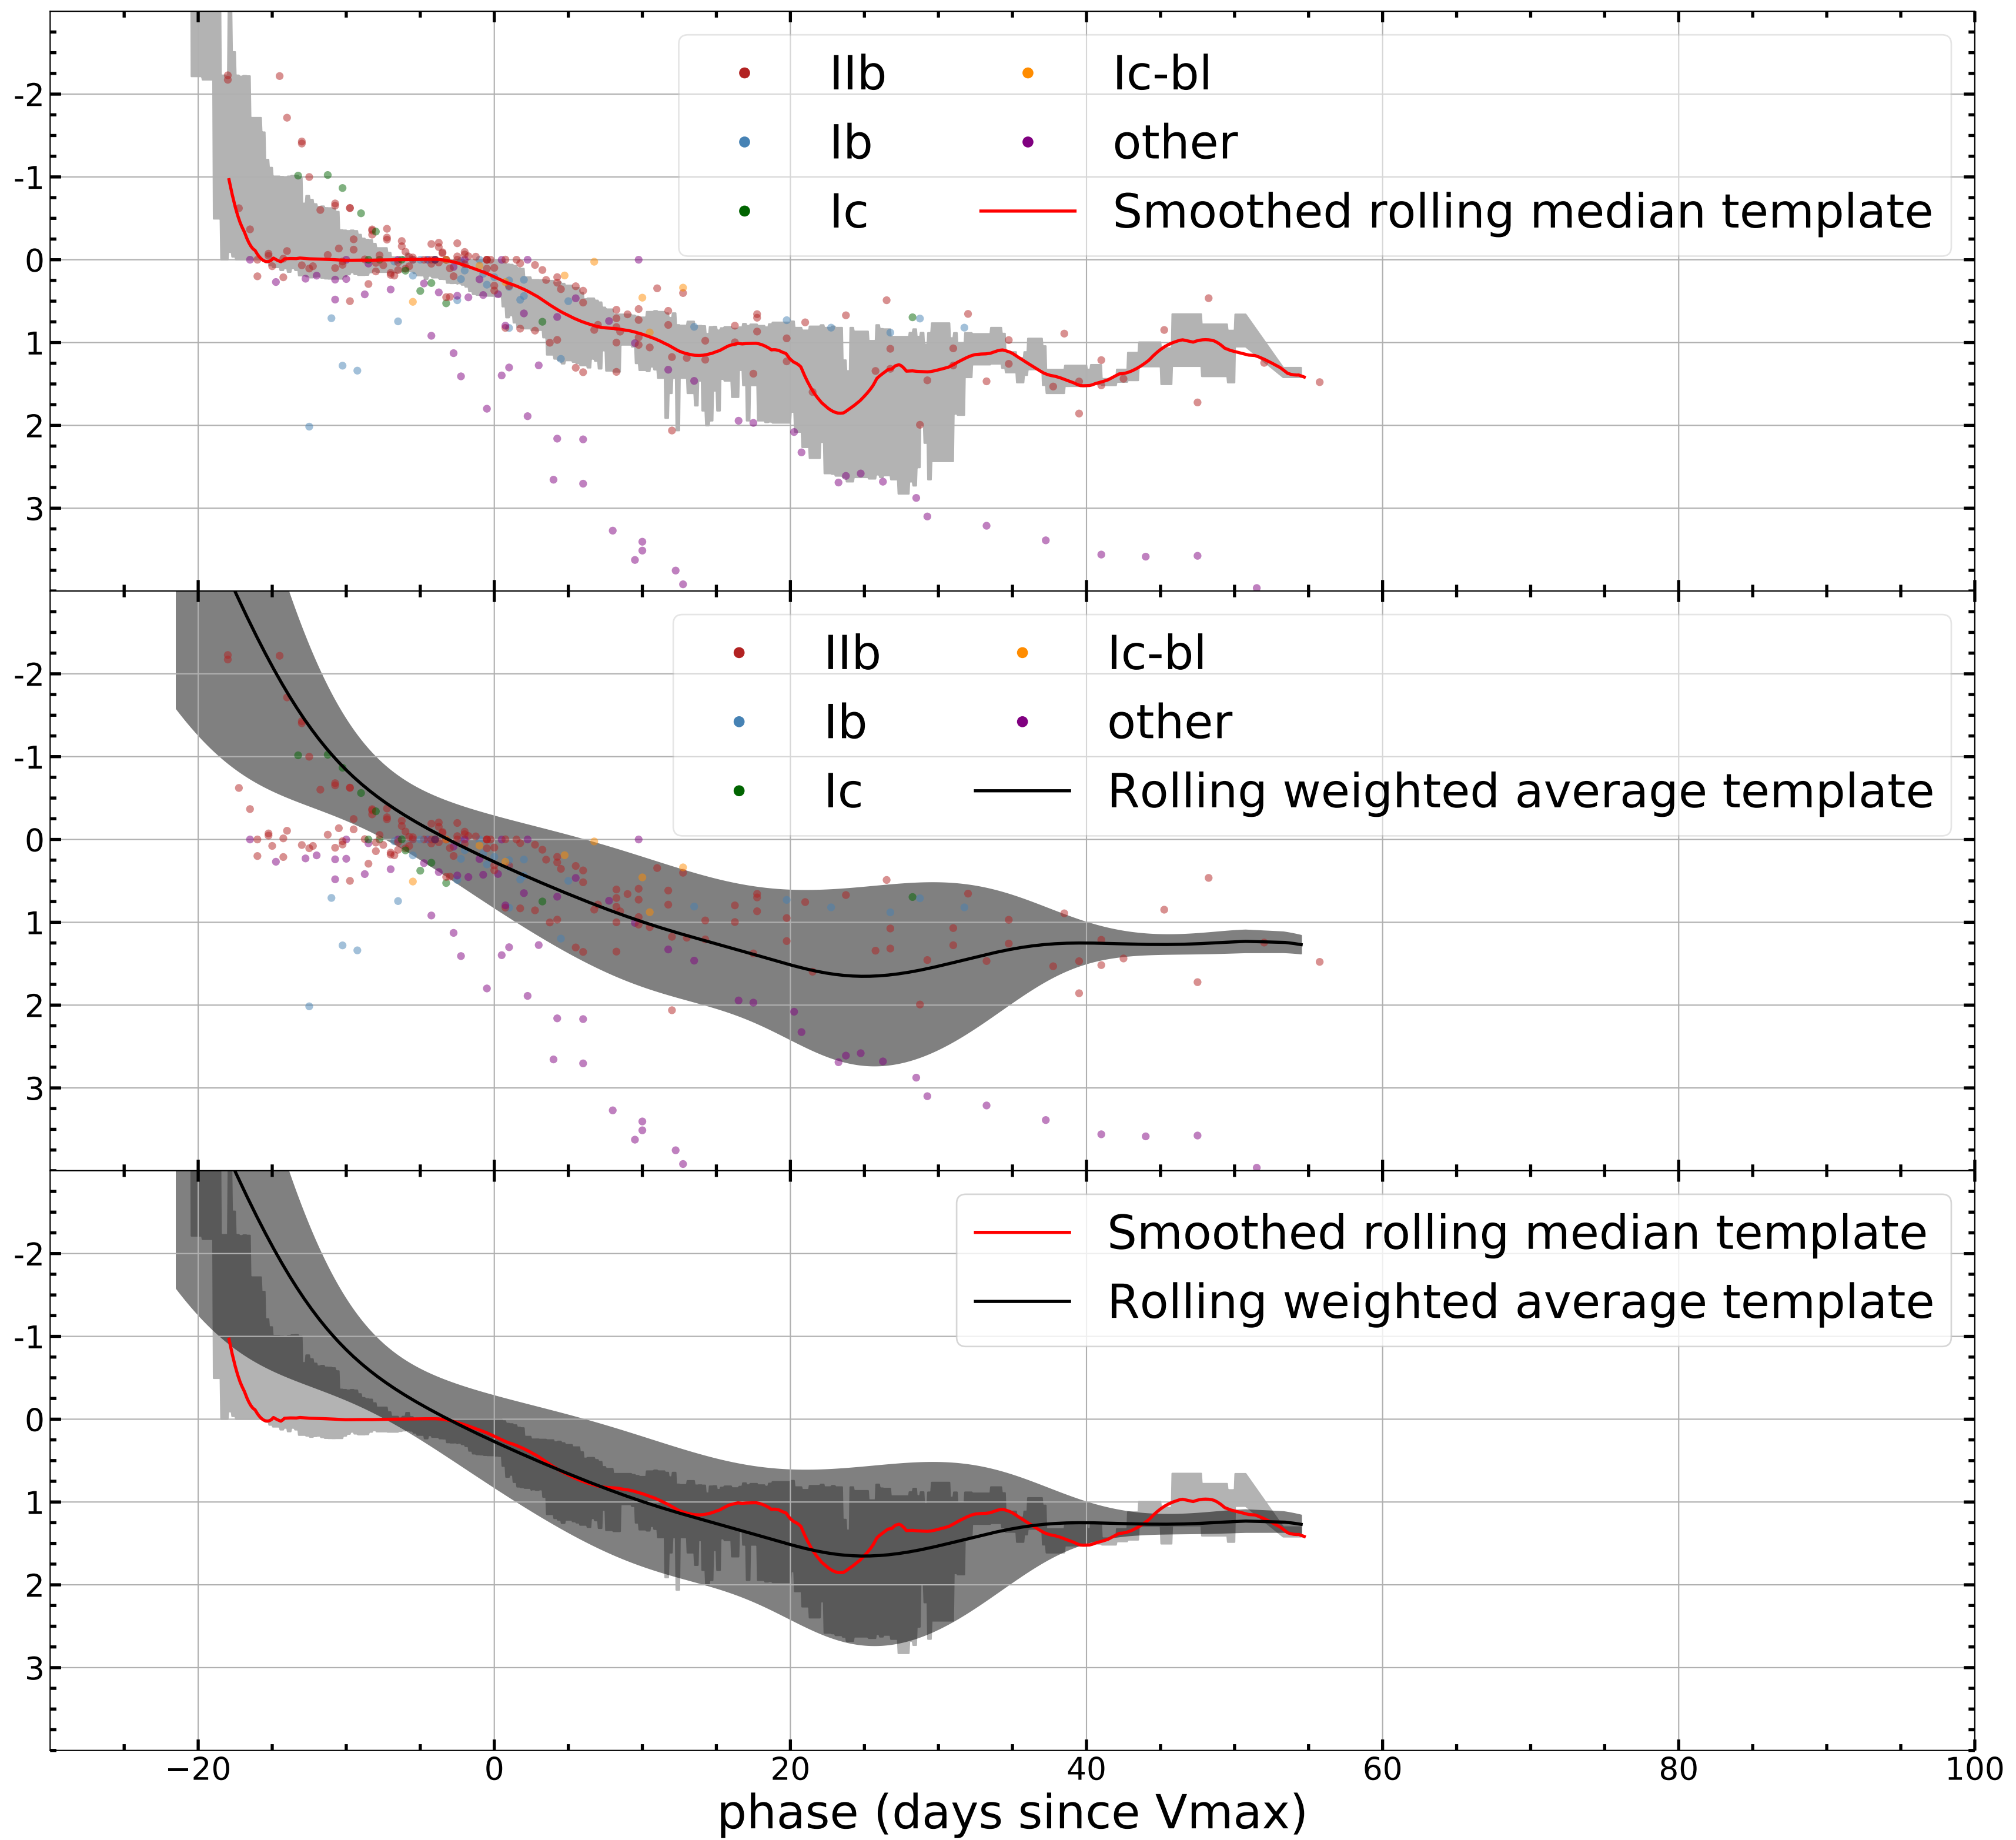 IIb Ic-bl
Ib other
Ic Smoothed rolling median template
-2
-1
0
1
2
3
IIb Ic-bl
Ib other
Ic Rolling weighted average template
-2
-1
0
1
2
3
Smoothed rolling median template
Rolling weighted average template
-2
-1
0
1
2
3
−20 0 20 40 60 80 100
phase (days since Vmax)